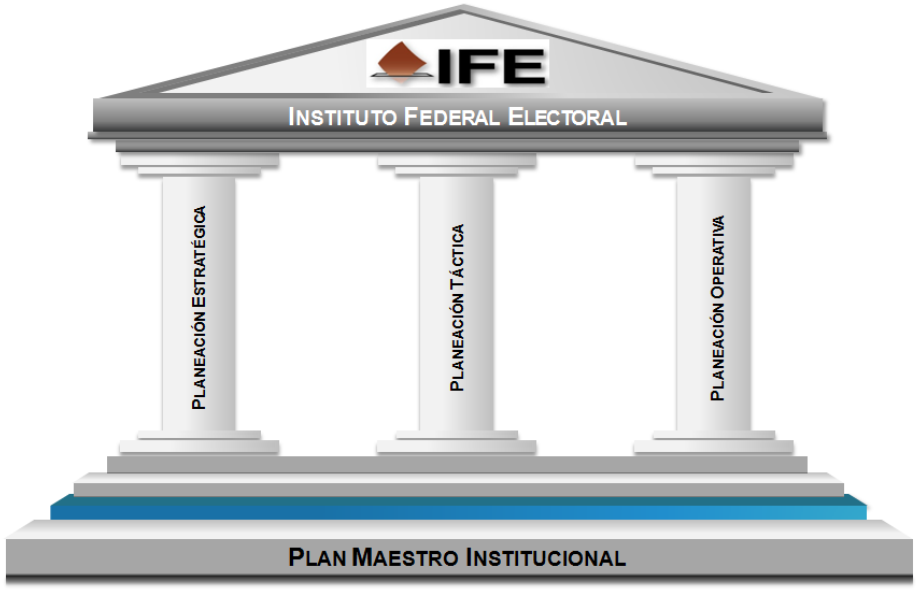 IFE
INSTITUTO FEDERAL ELECTORAL
PLANEACIÓN ESTRATÉGICA
PLANEACIÓN TÁCTICA
PLANEACIÓN OPERATIVA
PLAN MAESTRO INSTITUCIONAL